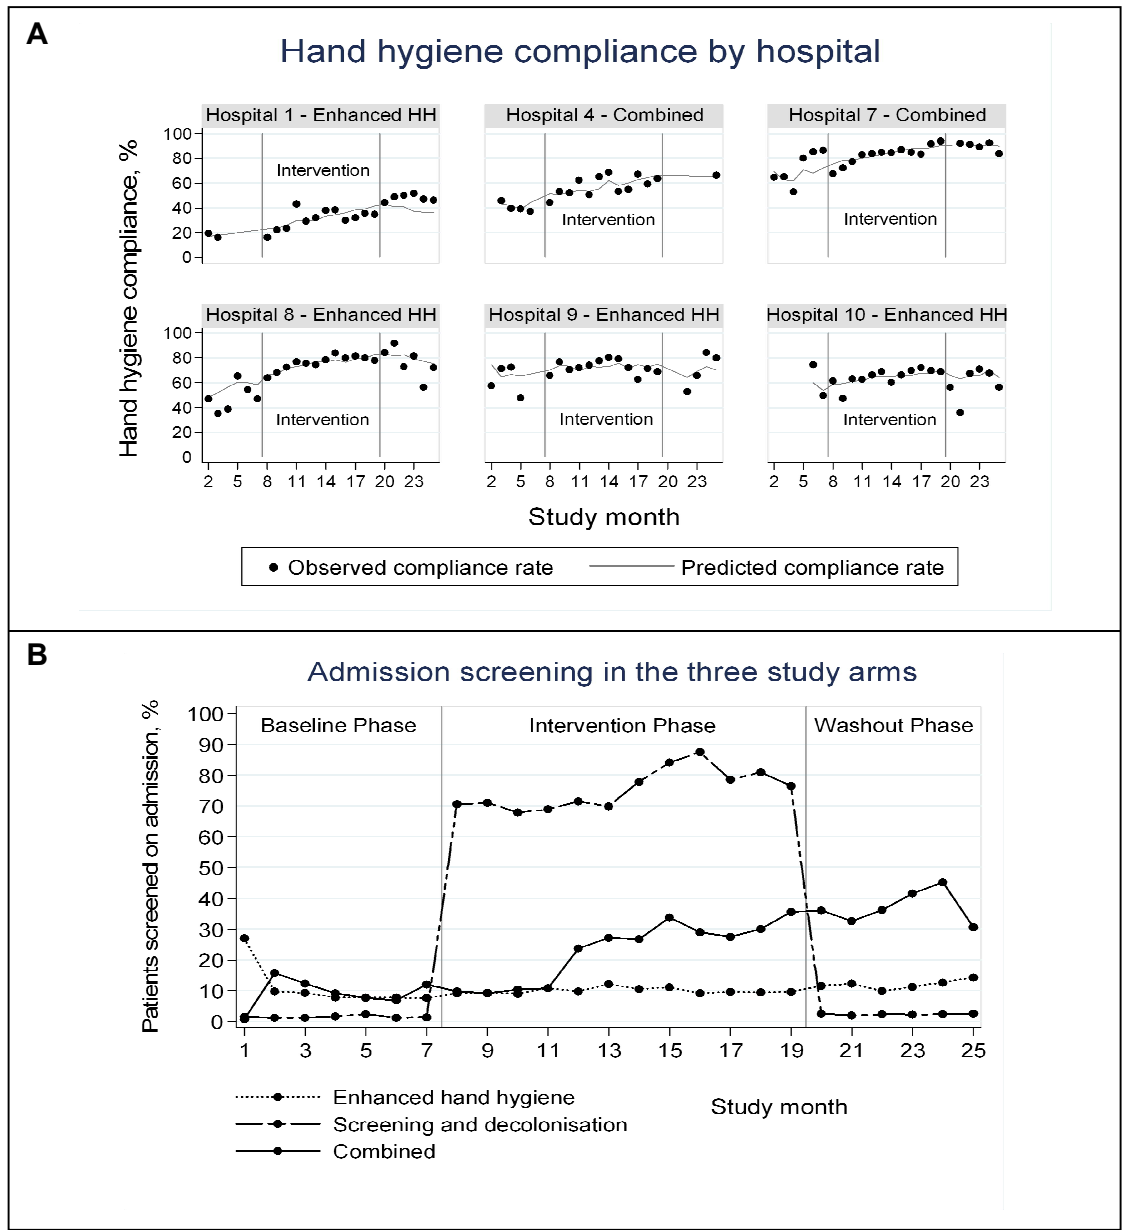 A
Hand hygiene compliance by hospital
Hand hygiene compliance, %
Hospital 1 - Enhanced HH
Hospital 4 - Combined
Hospital 7 - Combined
100
80
60
40
20
0
Intervention
Intervention
Intervention
Hand hygiene compliance, %
Hospital 8 - Enhanced HH
Hospital 9 - Enhanced HH
Hospital 10 - Enhanced HH
100
80
60
40
20
0
Intervention
Intervention
Intervention
2 5 8 11 14 17 20 23
2 5 8 11 14 17 20 23
2 5 8 11 14 17 20 23
Study month
Observed compliance rate
Predicted compliance rate
B
Admission screening in the three study arms
Patients screened on admission, %
Baseline Phase
Intervention Phase
Washout Phase
100
90
80
70
60
50
40
30
20
10
0
1 3 5 7 9 11 13 15 17 19 21 23 25
Study month
Enhanced hand hygiene
Screening and decolonisation
Combined